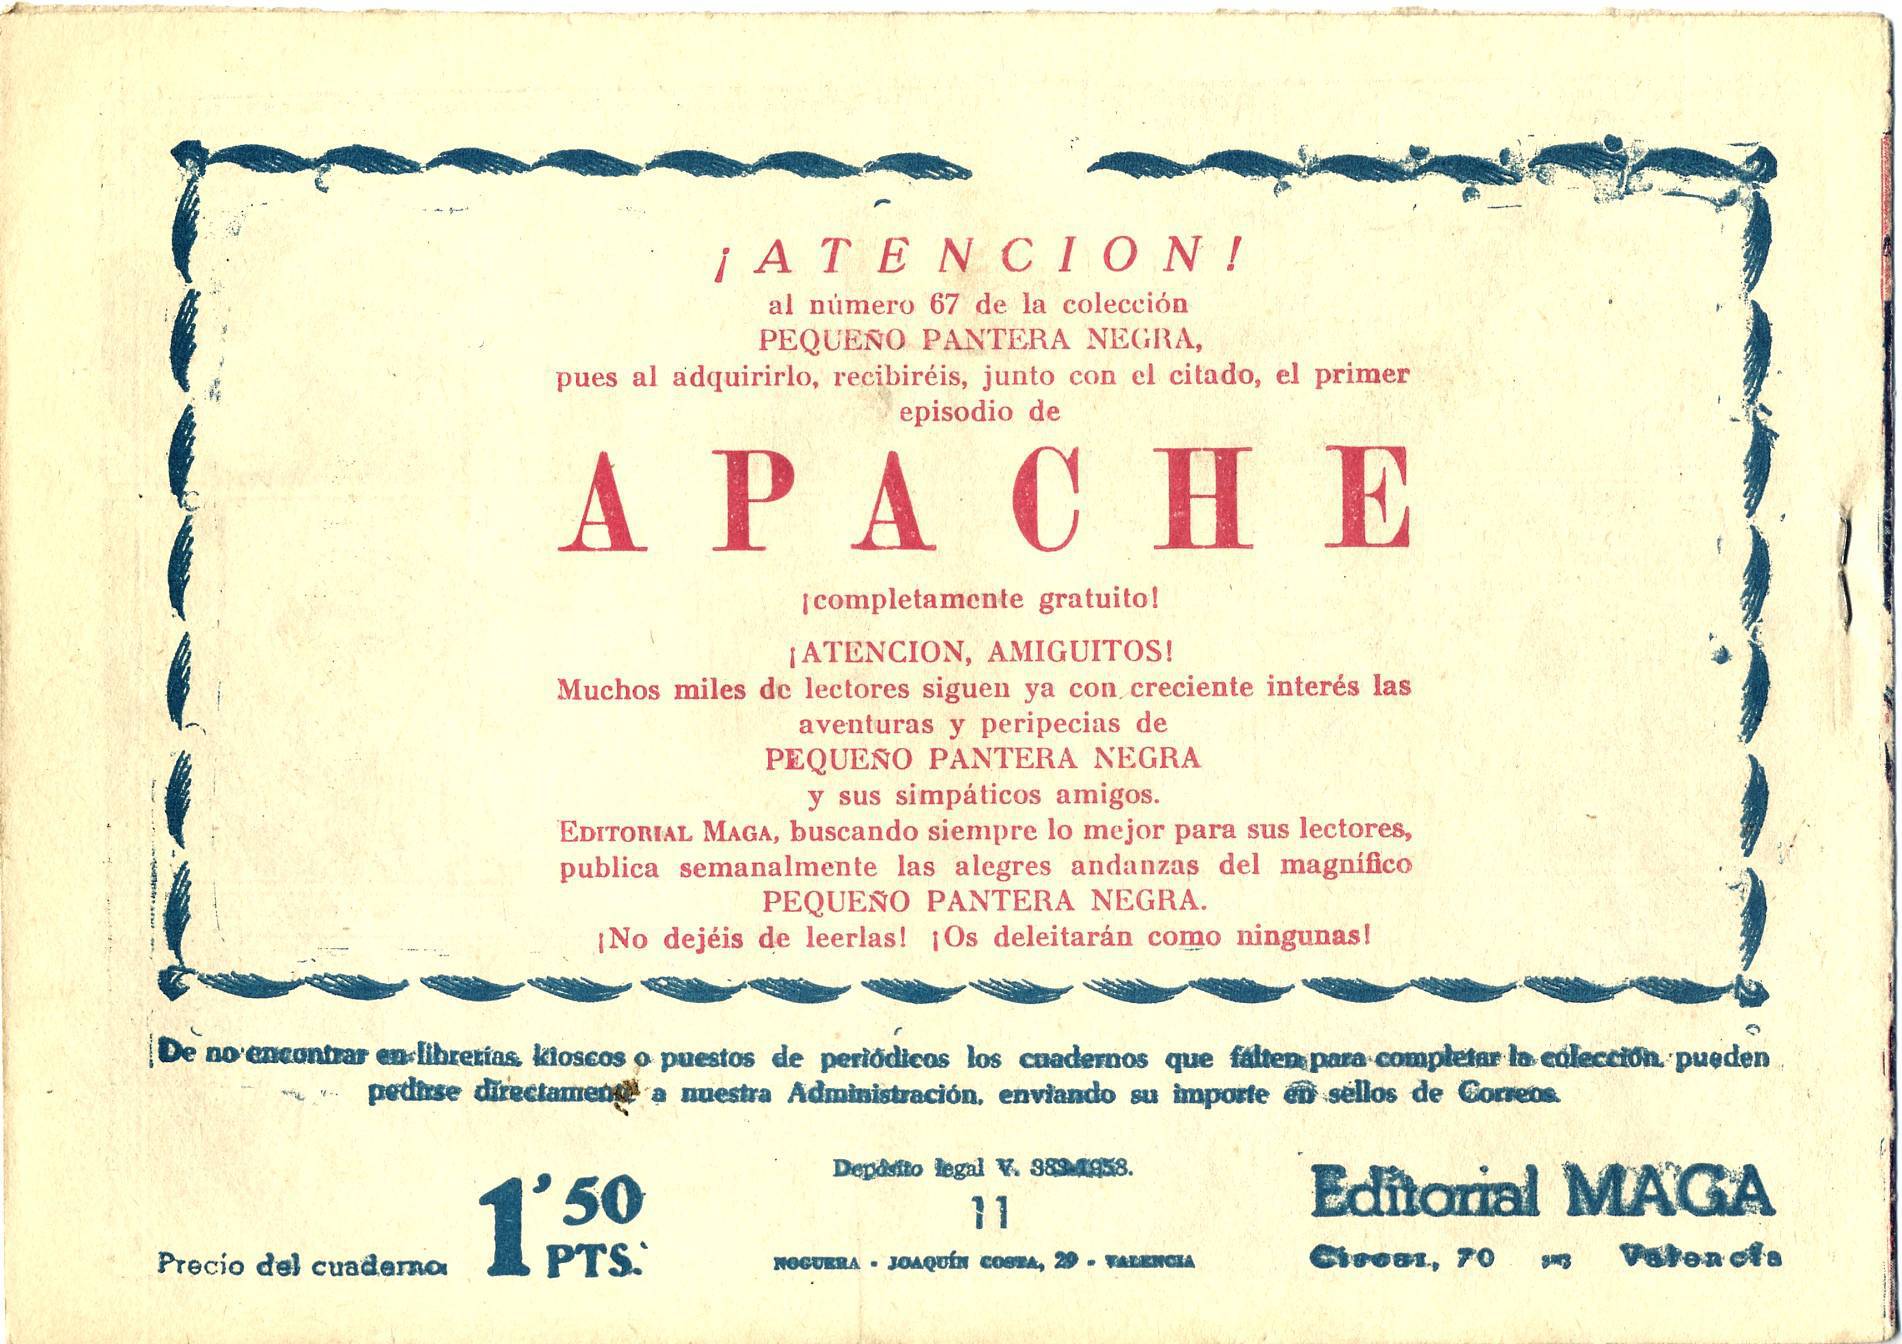 ¡ATENCION!
al número 67 de la colección
PEQUEÑO PANTERA NEGRA,
pues al adquirirlo, recibiréis, junto con el citado, el primer
episodio de
APACHE
¡completamente gratuito!
¡ATENCION, AMIGUITOS!
Muchos miles de lectores siguen ya con creciente interés las
aventuras y peripecias de
PEQUEÑO PANTERA NEGRA
y sus simpáticos amigos.
EDITORIAL MAGA, buscando siempre lo mejor para sus lectores,
publica semanalmente las alegres andanzas del magnífico
PEQUEÑO PANTERA NEGRA.
¡No dejéis de leerlas! ¡Os deleitarán como ningunas!
De no encontrar en librerías, kioscos o puestos de periódicos los cuadernos que falten para completar la colección, pueden
pedirse directamente a nuestra Administración, enviando su importe en sellos de Correos.
Precio del cuaderno: 1'50 PTS.
Depósito legal V. 383-1958.
11
NOGUERA - JOAQUÍN COSTA, 29 - VALENCIA
Editorial MAGA
70 Valencia